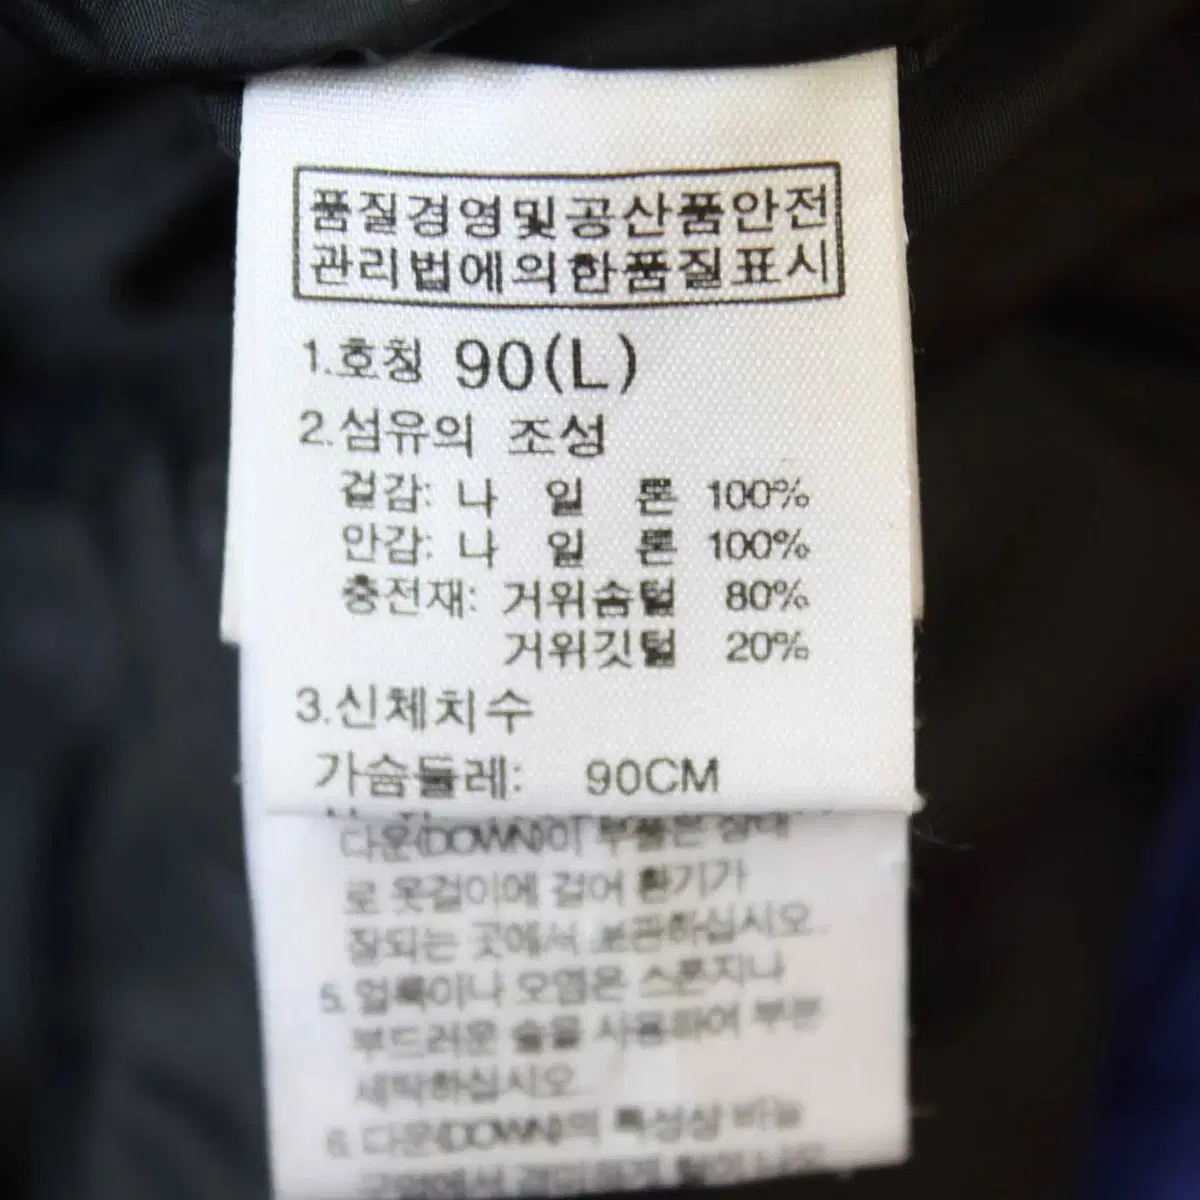 품질경영및공산품안전
관리법에의한품질표시
1.호칭 90(L)
2.섬유의 조성
겉감: 나 일 론 100%
안감: 나 일 론 100%
충전재: 거위솜털 80%
거위깃털 20%
3.신체치수
가슴둘레: 90CM
다운(DOWN)이 부풀은 상태
로 옷걸이에 걸어 환기가
잘되는 곳에서 보관하십시오.
5. 얼룩이나 오염은 스폰지나
부드러운 솔을 사용하여 부분
세탁하십시오.
6. 다운(DOWN)의 특성상 바늘